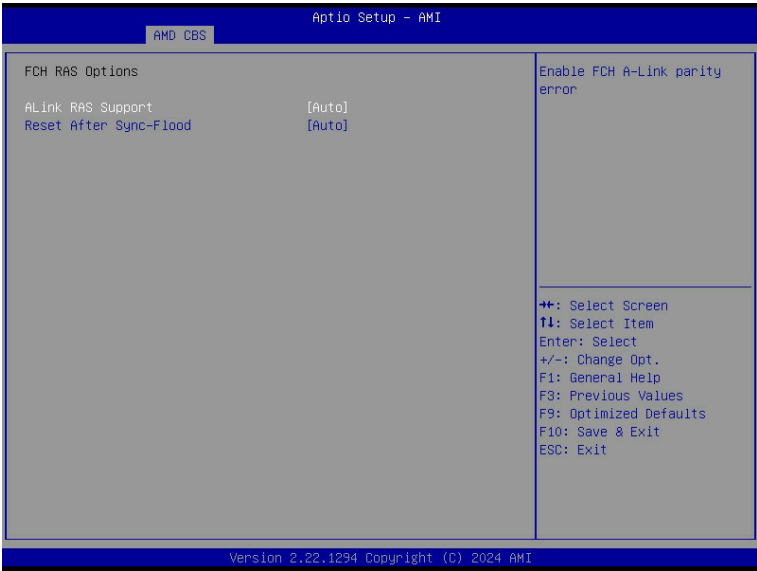 Aptio Setup – AMI
AMD CBS
FCH RAS Options
ALink RAS Support [Auto]
Reset After Sync-Flood [Auto]
Enable FCH A-Link parity
error
→←: Select Screen
↑↓: Select Item
Enter: Select
+/-: Change Opt.
F1: General Help
F3: Previous Values
F9: Optimized Defaults
F10: Save & Exit
ESC: Exit
Version 2.22.1294 Copyright (C) 2024 AMI